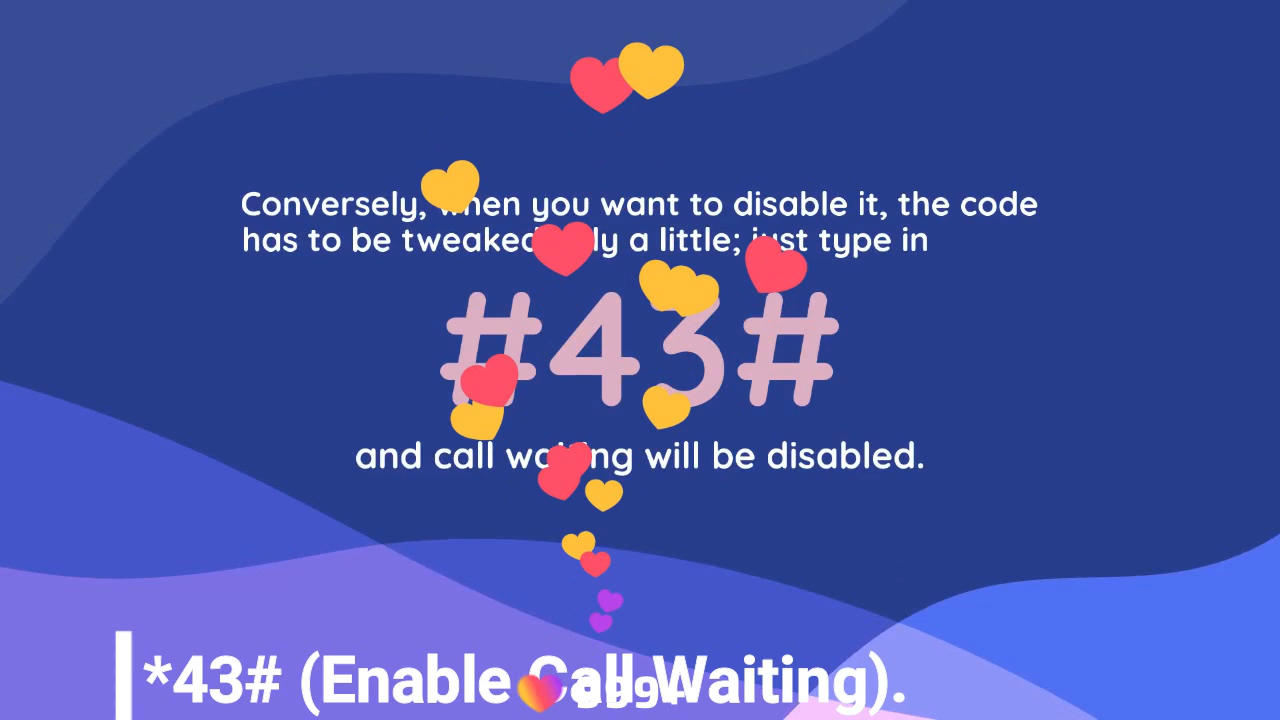 Conversely, when you want to disable it, the code
has to be tweaked only a little; just type in
#43#
and call waiting will be disabled.
*43# (Enable Call Waiting).